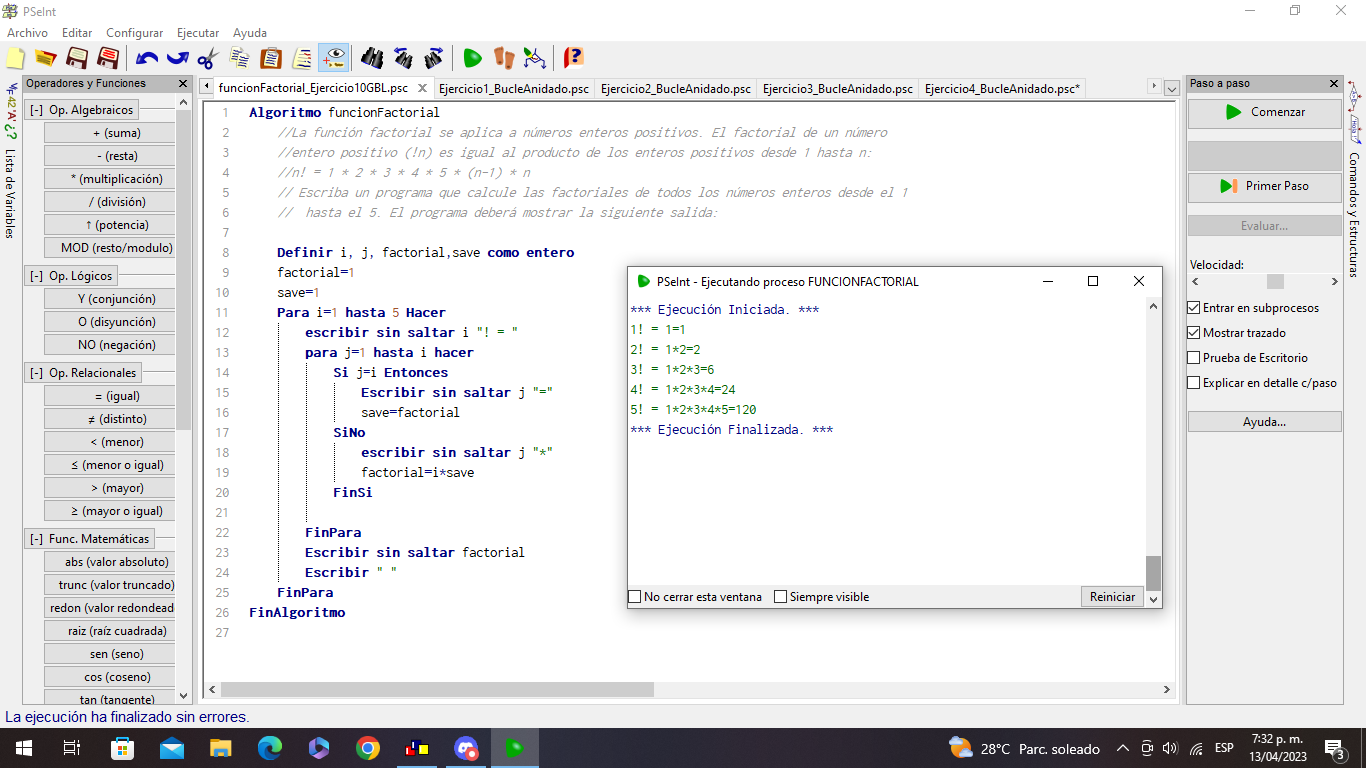 PSeInt
Archivo Editar Configurar Ejecutar Ayuda
Operadores y Funciones
funcionFactorial_Ejercicio10GBL.psc Ejercicio1_BucleAnidado.psc Ejercicio2_BucleAnidado.psc Ejercicio3_BucleAnidado.psc Ejercicio4_BucleAnidado.psc*
Lista de Variables
[-] Op. Algebraicos
+ (suma)
- (resta)
* (multiplicación)
/ (división)
↑ (potencia)
MOD (resto/modulo)
[-] Op. Lógicos
Y (conjunción)
O (disyunción)
NO (negación)
[-] Op. Relacionales
= (igual)
≠ (distinto)
< (menor)
≤ (menor o igual)
> (mayor)
≥ (mayor o igual)
[-] Func. Matemáticas
abs (valor absoluto)
trunc (valor truncado)
redon (valor redondead
raiz (raíz cuadrada)
sen (seno)
cos (coseno)
tan (tangente)
1 Algoritmo funcionFactorial
2 //La función factorial se aplica a números enteros positivos. El factorial de un número
3 //entero positivo (!n) es igual al producto de los enteros positivos desde 1 hasta n:
4 //n! = 1 * 2 * 3 * 4 * 5 * (n-1) * n
5 // Escriba un programa que calcule las factoriales de todos los números enteros desde el 1
6 // hasta el 5. El programa deberá mostrar la siguiente salida:
7
8 Definir i, j, factorial,save como entero
9 factorial=1
10 save=1
11 Para i=1 hasta 5 Hacer
12 escribir sin saltar i "! = "
13 para j=1 hasta i hacer
14 Si j=i Entonces
15 Escribir sin saltar j "="
16 save=factorial
17 SiNo
18 escribir sin saltar j "*"
19 factorial=i*save
20 FinSi
21
22 FinPara
23 Escribir sin saltar factorial
24 Escribir " "
25 FinPara
26 FinAlgoritmo
27
PSeInt - Ejecutando proceso FUNCIONFACTORIAL
*** Ejecución Iniciada. ***
1! = 1=1
2! = 1*2=2
3! = 1*2*3=6
4! = 1*2*3*4=24
5! = 1*2*3*4*5=120
*** Ejecución Finalizada. ***
No cerrar esta ventana Siempre visible Reiniciar
Paso a paso
Comenzar
Primer Paso
Evaluar...
Velocidad:
Entrar en subprocesos
Mostrar trazado
Prueba de Escritorio
Explicar en detalle c/paso
Ayuda...
Comandos y Estructuras
La ejecución ha finalizado sin errores.
28°C Parc. soleado
ESP
7:32 p. m.
13/04/2023
3